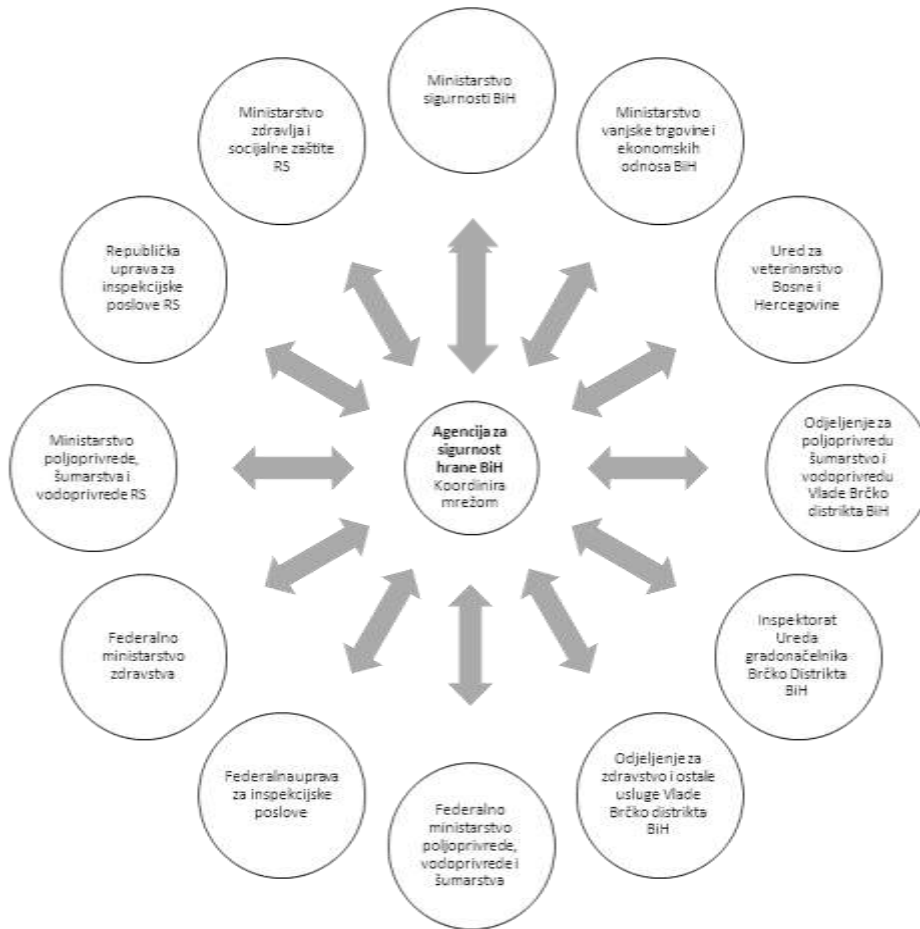 Ministarstvo
sigurnosti BiH
Ministarstvo
vanjske trgovine i
ekonomskih
odnosa BiH
Ured za
veterinarstvo
Bosne i
Hercegovine
Odjeljenje za
poljoprivredu
šumarstvo i
vodoprivredu
Vlade Brčko
distrikta BiH
Inspektorat
Ureda
gradonačelnika
Brčko Distrikta
BiH
Odjeljenje za
zdravstvo i ostale
usluge Vlade
Brčko distrikta
BiH
Federalno
ministarstvo
poljoprivrede,
vodoprivrede i
šumarstva
Federalna uprava
za inspekcijske
poslove
Federalno
ministarstvo
zdravstva
Ministarstvo
poljoprivrede,
šumarstva i
vodoprivrede RS
Republička
uprava za
inspekcijske
poslove RS
Ministarstvo
zdravlja i
socijalne zaštite
RS
Agencija za
sigurnost
hrane BiH
Koordinira
mrežom